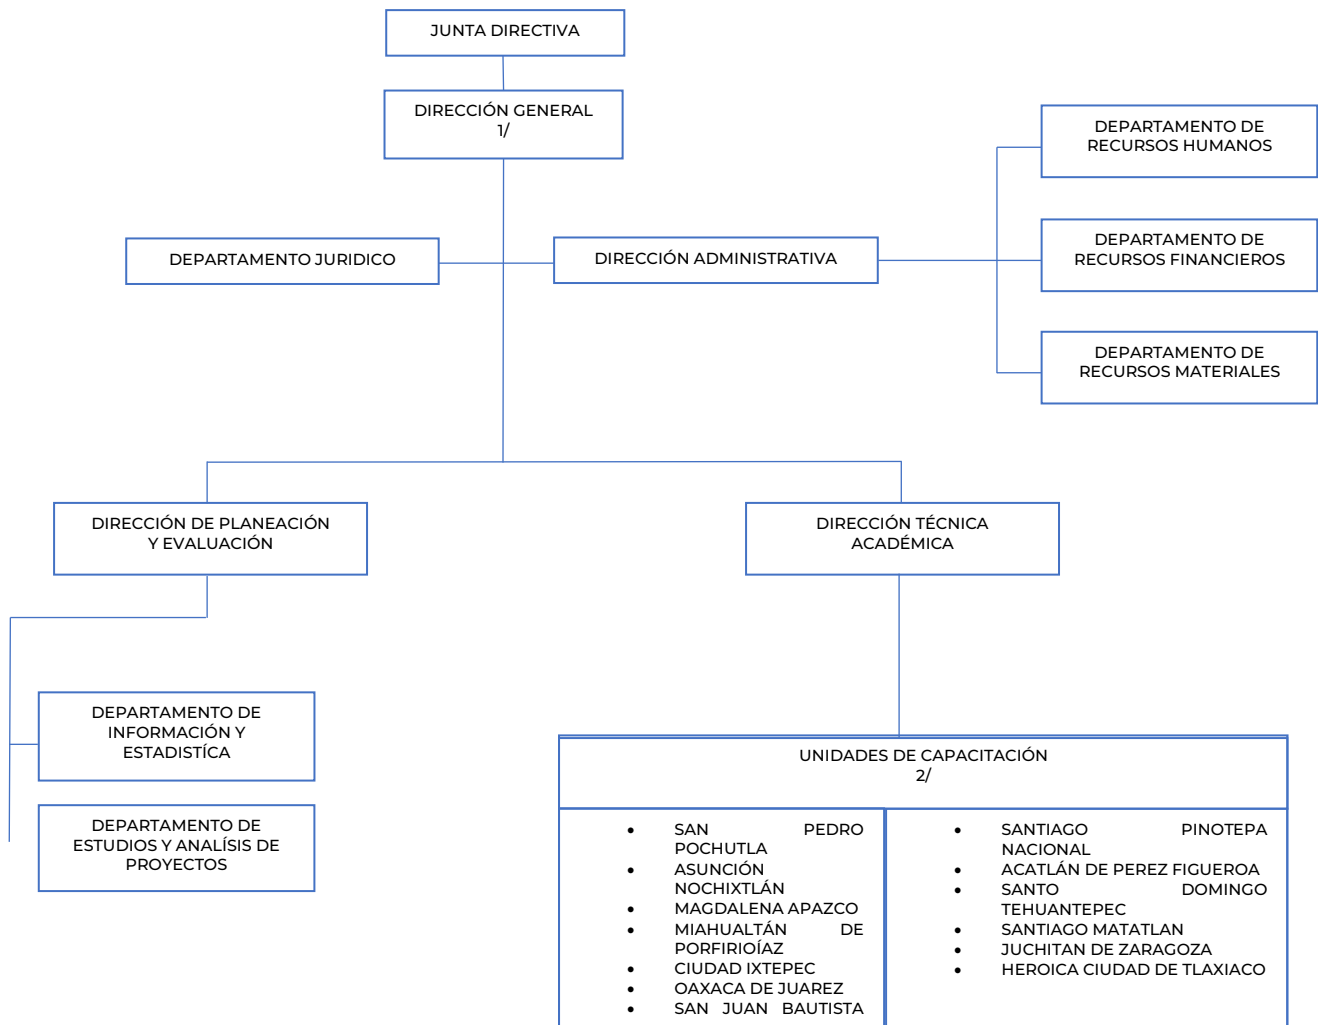 JUNTA DIRECTIVA
DIRECCIÓN GENERAL
1/
DEPARTAMENTO DE
RECURSOS HUMANOS
DEPARTAMENTO JURIDICO
DIRECCIÓN ADMINISTRATIVA
DEPARTAMENTO DE
RECURSOS FINANCIEROS
DEPARTAMENTO DE
RECURSOS MATERIALES
DIRECCIÓN DE PLANEACIÓN
Y EVALUACIÓN
DIRECCIÓN TÉCNICA
ACADÉMICA
DEPARTAMENTO DE
INFORMACIÓN Y
ESTADISTÍCA
DEPARTAMENTO DE
ESTUDIOS Y ANALÍSIS DE
PROYECTOS
UNIDADES DE CAPACITACIÓN
2/
• SAN PEDRO
POCHUTLA
• ASUNCIÓN
NOCHIXTLÁN
• MAGDALENA APAZCO
• MIAHUALTÁN DE
PORFIRIOÍAZ
• CIUDAD IXTEPEC
• OAXACA DE JUAREZ
• SAN JUAN BAUTISTA
• SANTIAGO PINOTEPA
NACIONAL
• ACATLÁN DE PEREZ FIGUEROA
• SANTO DOMINGO
TEHUANTEPEC
• SANTIAGO MATATLAN
• JUCHITAN DE ZARAGOZA
• HEROICA CIUDAD DE TLAXIACO